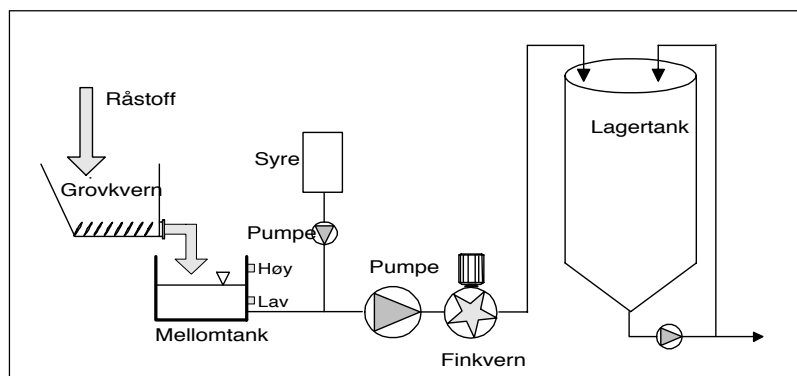 Råstoff
Grovkvern
Syre
Pumpe
Høy
Lav
Mellomtank
Pumpe
Finkvern
Lagertank